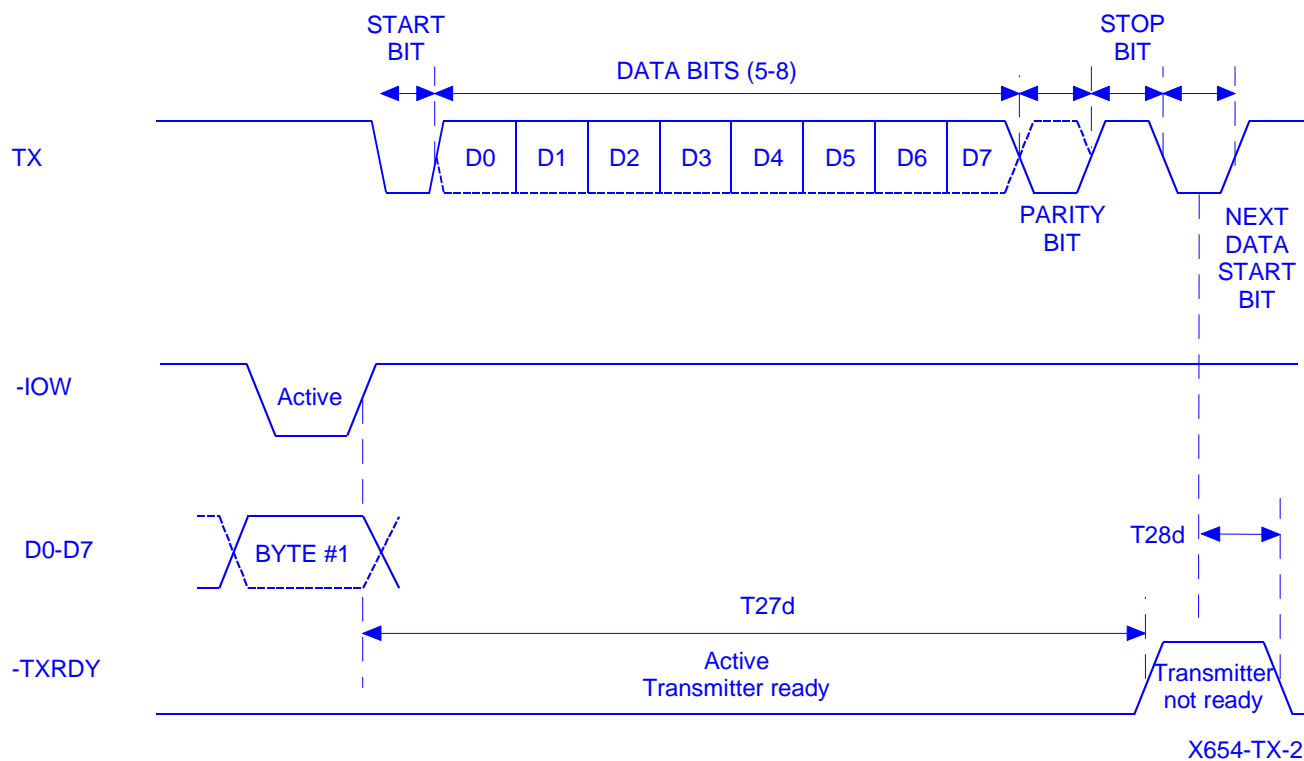 START
BIT
STOP
BIT
DATA BITS (5-8)
TX
D0
D1
D2
D3
D4
D5
D6
D7
PARITY
BIT
NEXT
DATA
START
BIT
-IOW
Active
D0-D7
BYTE #1
T28d
T27d
-TXRDY
Active
Transmitter ready
Transmitter
not ready
X654-TX-2